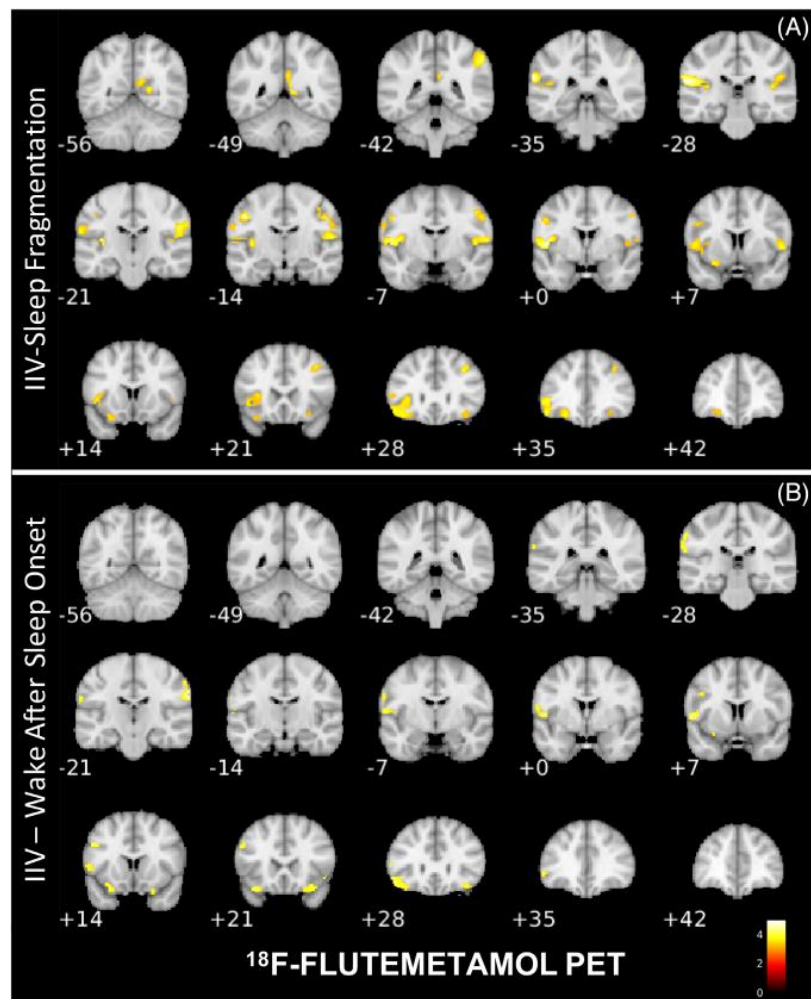 (A)
IIV-Sleep Fragmentation
-56 -49 -42 -35 -28
-21 -14 -7 +0 +7
+14 +21 +28 +35 +42
(B)
IIV – Wake After Sleep Onset
-56 -49 -42 -35 -28
-21 -14 -7 +0 +7
+14 +21 +28 +35 +42
4
2
0
¹⁸F-FLUTEMETAMOL PET